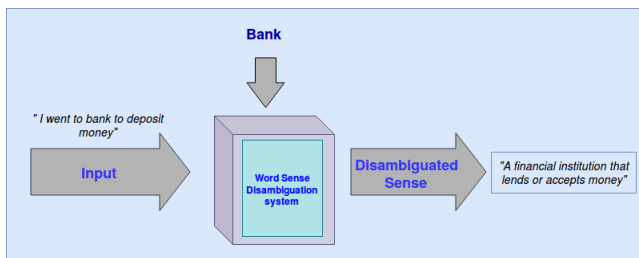 Bank
" I went to bank to deposit
money"
Input
Word Sense
Disambiguation
system
Disambiguated
Sense
"A financial institution that
lends or accepts money"